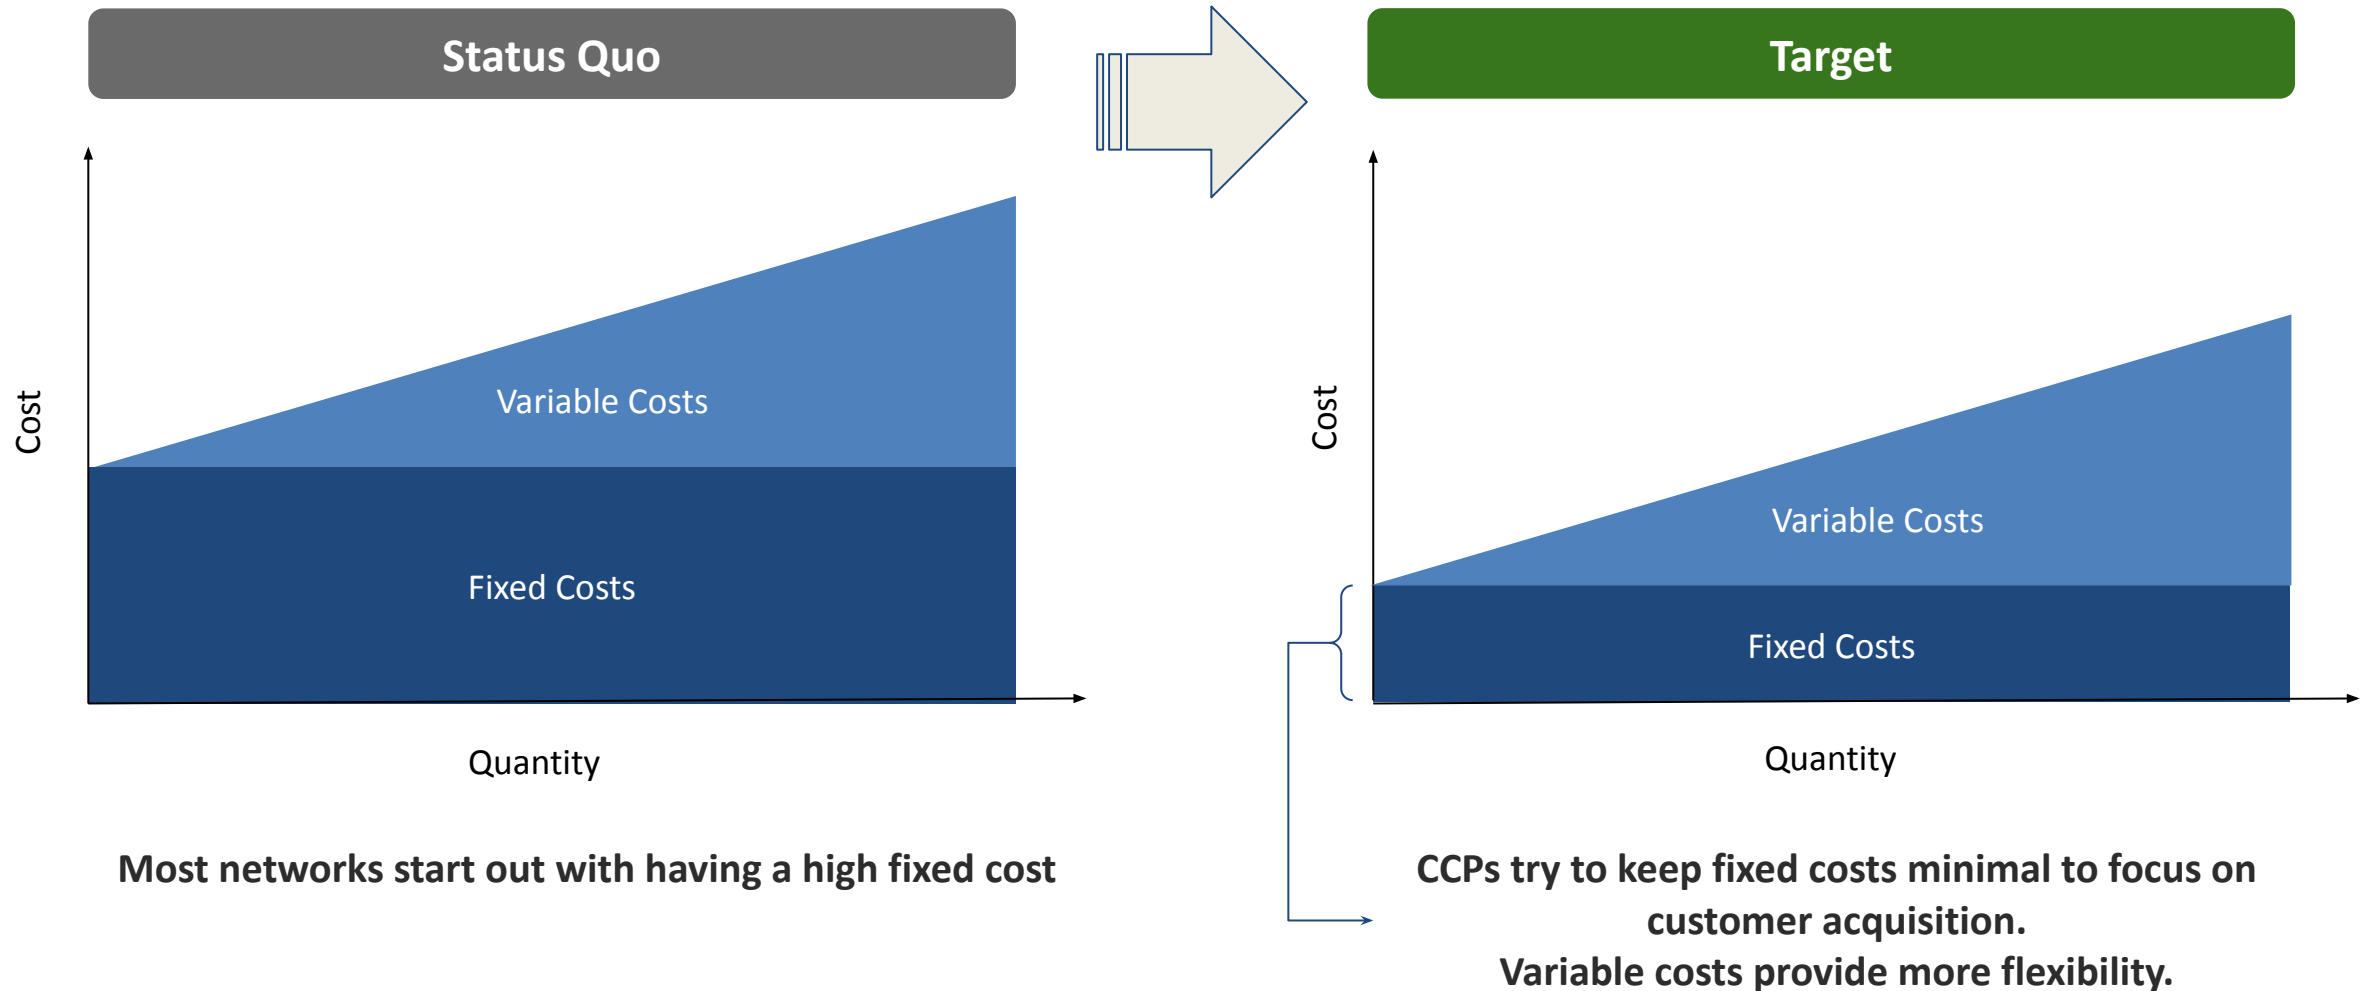 Status Quo
Target
Cost
Variable Costs
Fixed Costs
Quantity
Most networks start out with having a high fixed cost
Cost
Variable Costs
Fixed Costs
Quantity
CCPs try to keep fixed costs minimal to focus on
customer acquisition.
Variable costs provide more flexibility.